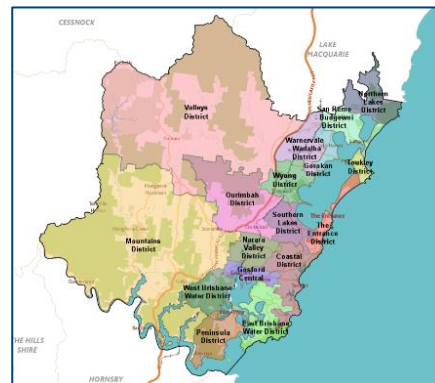 CESSNOCK
LAKE
MACQUARIE
Northern
Lakes
District
San Remo
Budgewoi
District
Valleys
District
Warnervale
Wadalba
District
Gorokan
District
Toukley
District
Wyong
District
Ourimbah
District
Southern
Lakes
District
The Entrance
The
Entrance
District
Mountains
District
Narara
Valley
District
Coastal
District
Gosford
Central
West Brisbane
Water District
East Brisbane
Water District
Peninsula
District
THE HILLS
SHIRE
HORNSBY